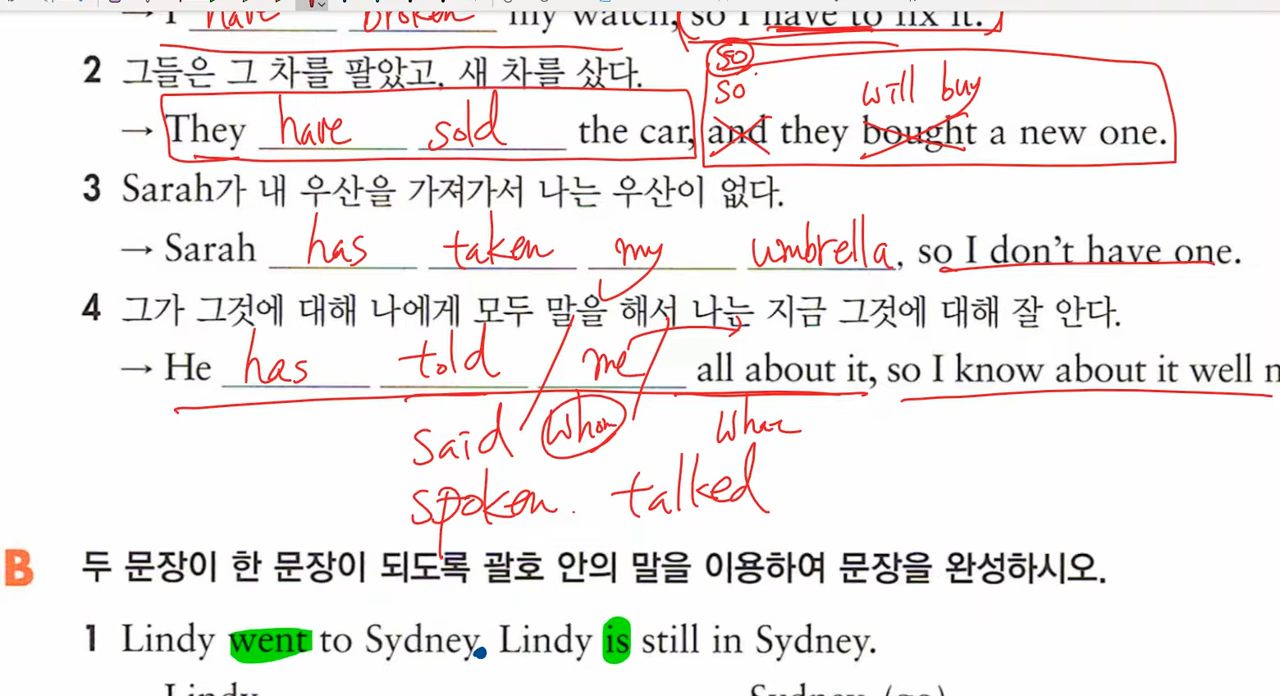 → I have broken my watch, so I have to fix it.
2 그들은 그 차를 팔았고, 새 차를 샀다.
so
so will buy
→ They have sold the car, and they bought a new one.
3 Sarah가 내 우산을 가져가서 나는 우산이 없다.
→ Sarah has taken my umbrella, so I don't have one.
4 그가 그것에 대해 나에게 모두 말을 해서 나는 지금 그것에 대해 잘 안다.
→ He has told me all about it, so I know about it well
said whom what
spoken. talked
B 두 문장이 한 문장이 되도록 괄호 안의 말을 이용하여 문장을 완성하시오.
1 Lindy went to Sydney. Lindy is still in Sydney.
Lindy Sydney. (go)